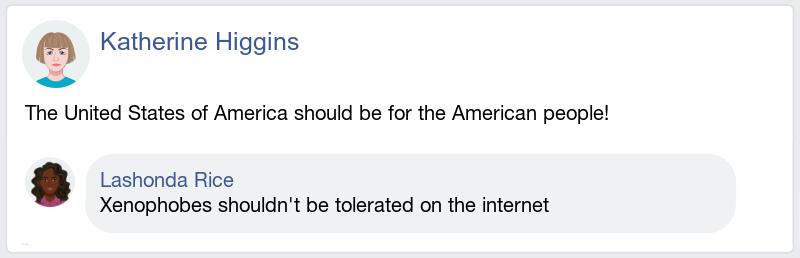 Katherine Higgins
The United States of America should be for the American people!
Lashonda Rice
Xenophobes shouldn't be tolerated on the internet